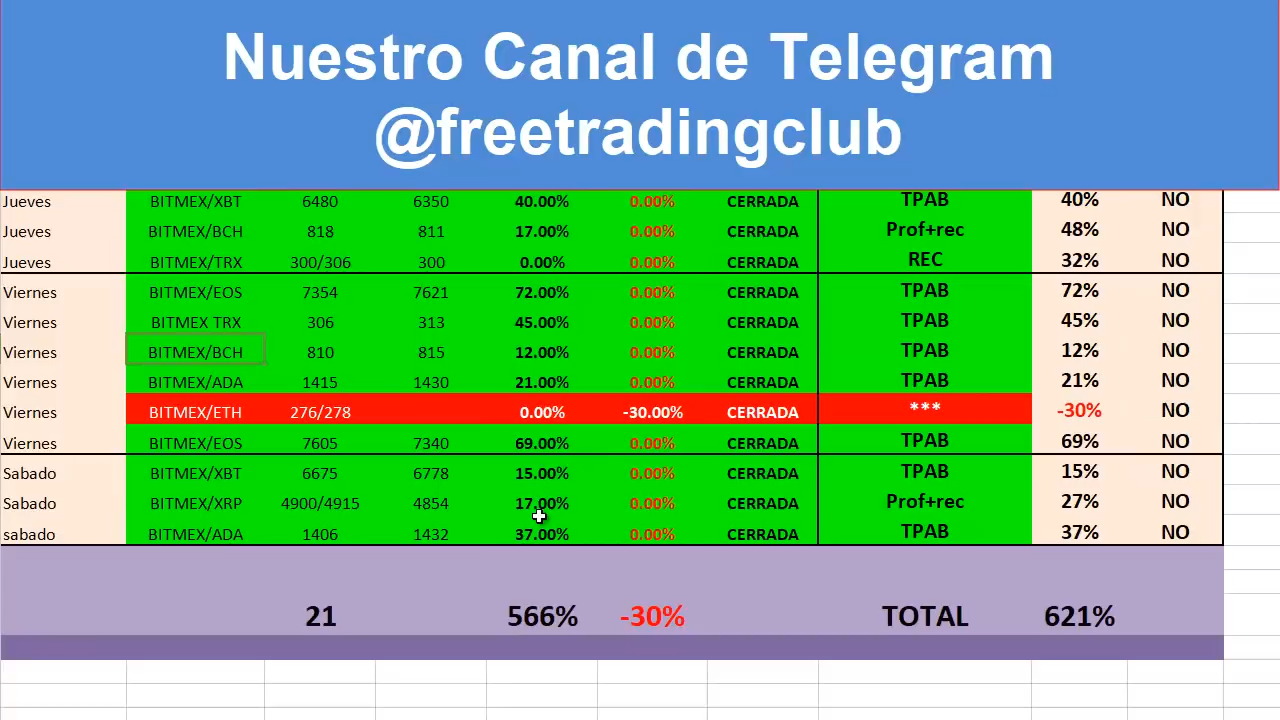 Nuestro Canal de Telegram
@freetradingclub
Jueves BITMEX/XBT 6480 6350 40.00% 0.00% CERRADA TPAB 40% NO
Jueves BITMEX/BCH 818 811 17.00% 0.00% CERRADA Prof+rec 48% NO
Jueves BITMEX/TRX 300/306 300 0.00% 0.00% CERRADA REC 32% NO
Viernes BITMEX/EOS 7354 7621 72.00% 0.00% CERRADA TPAB 72% NO
Viernes BITMEX TRX 306 313 45.00% 0.00% CERRADA TPAB 45% NO
Viernes BITMEX/BCH 810 815 12.00% 0.00% CERRADA TPAB 12% NO
Viernes BITMEX/ADA 1415 1430 21.00% 0.00% CERRADA TPAB 21% NO
Viernes BITMEX/ETH 276/278 0.00% -30.00% CERRADA *** -30% NO
Viernes BITMEX/EOS 7605 7340 69.00% 0.00% CERRADA TPAB 69% NO
Sabado BITMEX/XBT 6675 6778 15.00% 0.00% CERRADA TPAB 15% NO
Sabado BITMEX/XRP 4900/4915 4854 17.00% 0.00% CERRADA Prof+rec 27% NO
sabado BITMEX/ADA 1406 1432 37.00% 0.00% CERRADA TPAB 37% NO
21 566% -30% TOTAL 621%